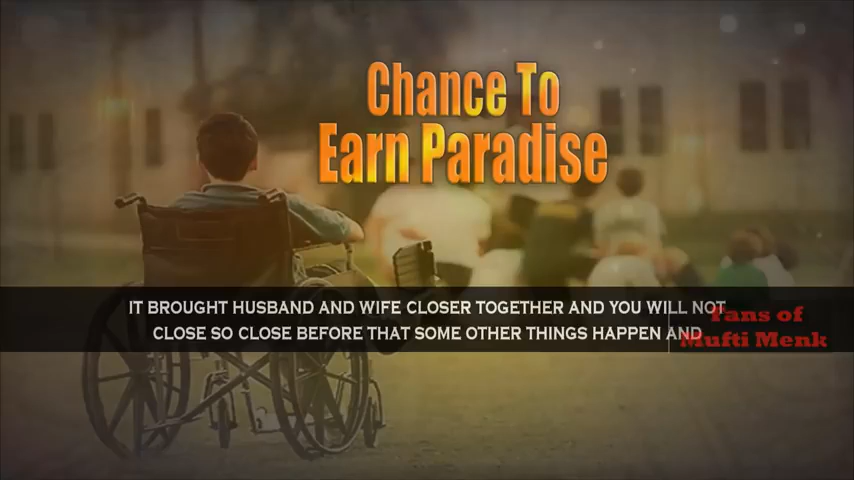 Chance To
Earn Paradise
IT BROUGHT HUSBAND AND WIFE CLOSER TOGETHER AND YOU WILL NOT
CLOSE SO CLOSE BEFORE THAT SOME OTHER THINGS HAPPEN AND
Fans of
Mufti Menk